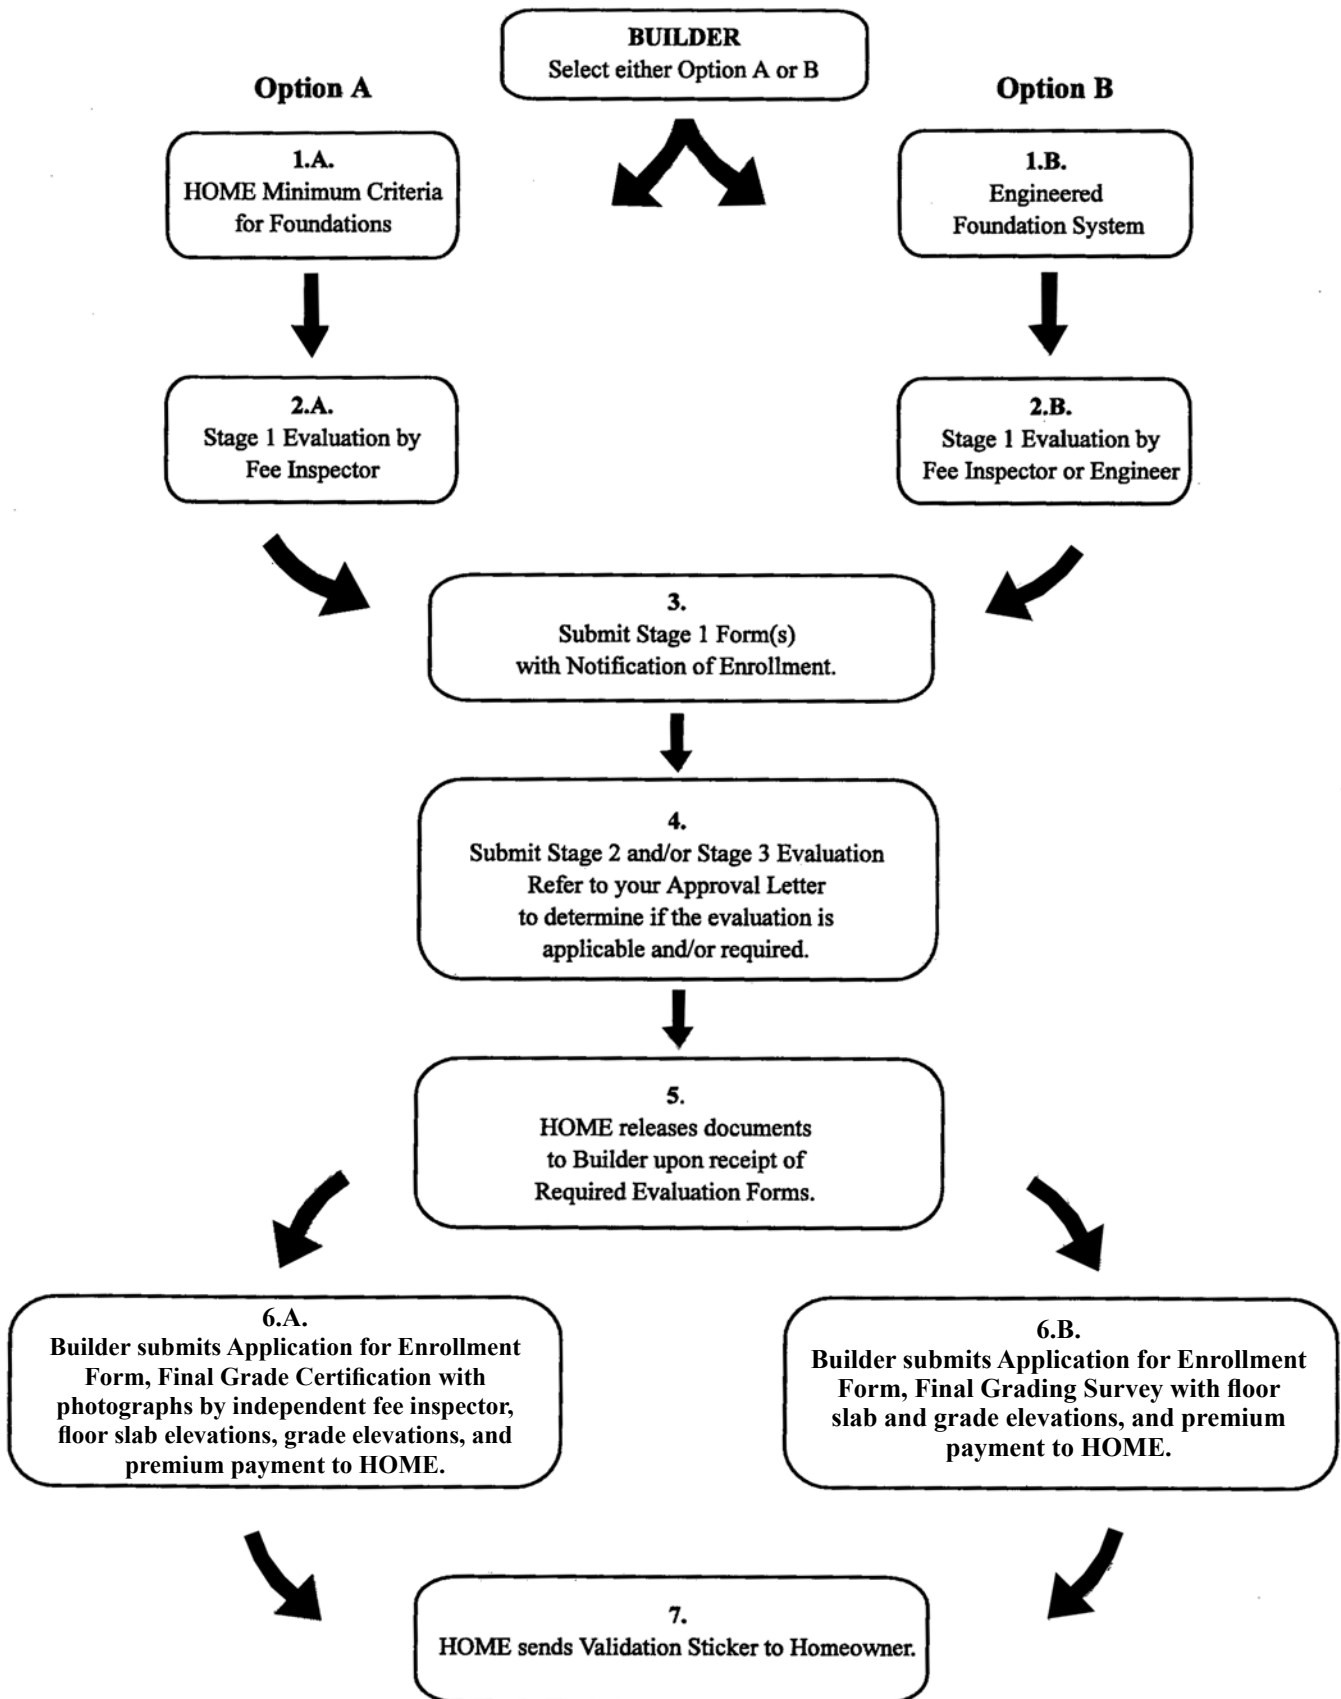 BUILDER
Select either Option A or B
Option A
Option B
1.A.
HOME Minimum Criteria
for Foundations
1.B.
Engineered
Foundation System
2.A.
Stage 1 Evaluation by
Fee Inspector
2.B.
Stage 1 Evaluation by
Fee Inspector or Engineer
3.
Submit Stage 1 Form(s)
with Notification of Enrollment.
4.
Submit Stage 2 and/or Stage 3 Evaluation
Refer to your Approval Letter
to determine if the evaluation is
applicable and/or required.
5.
HOME releases documents
to Builder upon receipt of
Required Evaluation Forms.
6.A.
Builder submits Application for Enrollment
Form, Final Grade Certification with
photographs by independent fee inspector,
floor slab elevations, grade elevations, and
premium payment to HOME.
6.B.
Builder submits Application for Enrollment
Form, Final Grading Survey with floor
slab and grade elevations, and premium
payment to HOME.
7.
HOME sends Validation Sticker to Homeowner.